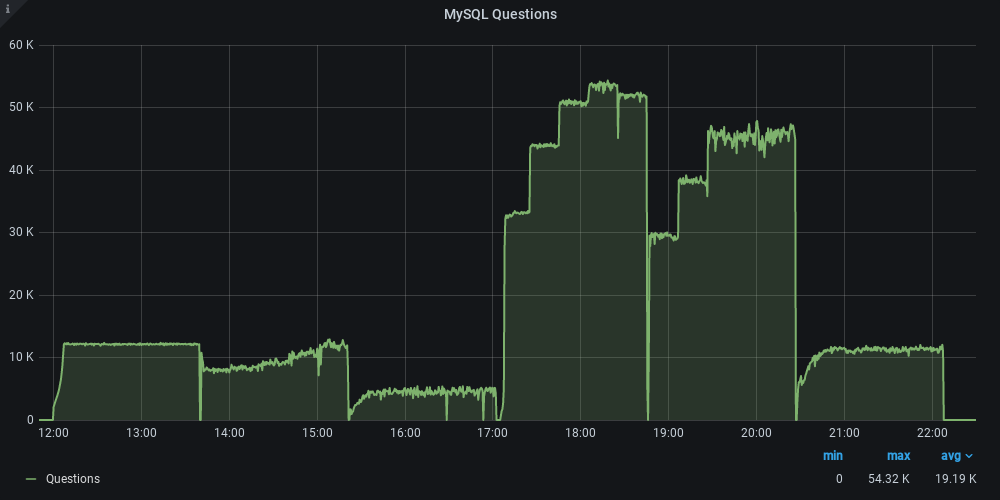 i
MySQL Questions
60 K
50 K
40 K
30 K
20 K
10 K
0
12:00 13:00 14:00 15:00 16:00 17:00 18:00 19:00 20:00 21:00 22:00
min max avg
Questions 0 54.32 K 19.19 K